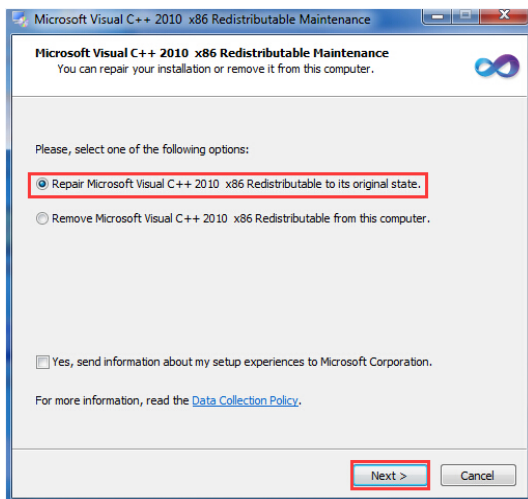 Microsoft Visual C++ 2010  x86 Redistributable Maintenance
Microsoft Visual C++ 2010  x86 Redistributable Maintenance
You can repair your installation or remove it from this computer.
Please, select one of the following options:
Repair Microsoft Visual C++ 2010  x86 Redistributable to its original state.
Remove Microsoft Visual C++ 2010  x86 Redistributable from this computer.
Yes, send information about my setup experiences to Microsoft Corporation.
For more information, read the Data Collection Policy.
Next > Cancel